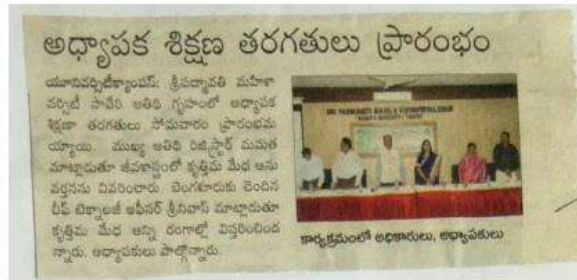 అధ్యాపక శిక్షణ తరగతులు ప్రారంభం
యూనివర్సిటీక్యాంపస్: శ్రీపద్మావతి మహిళా
వర్సిటీ సావేరి అతిథి గృహంలో అధ్యాపక
శిక్షణా తరగతులు సోమవారం ప్రారంభమ
య్యాయి. ముఖ్య అతిథి రిజిస్ట్రార్ మమత
మాట్లాడుతూ జీవశాస్త్రంలో కృత్రిమ మేధ అను
వర్తనను వివరించారు. బెంగళూరుకు చెందిన
చీఫ్ టెక్నాలజీ ఆఫీసర్ శ్రీనివాస్ మాట్లాడుతూ
కృత్రిమ మేధ అన్ని రంగాల్లో విస్తరించింద
న్నారు. అధ్యాపకులు పాల్గొన్నారు.
కార్యక్రమంలో అధికారులు, అధ్యాపకులు